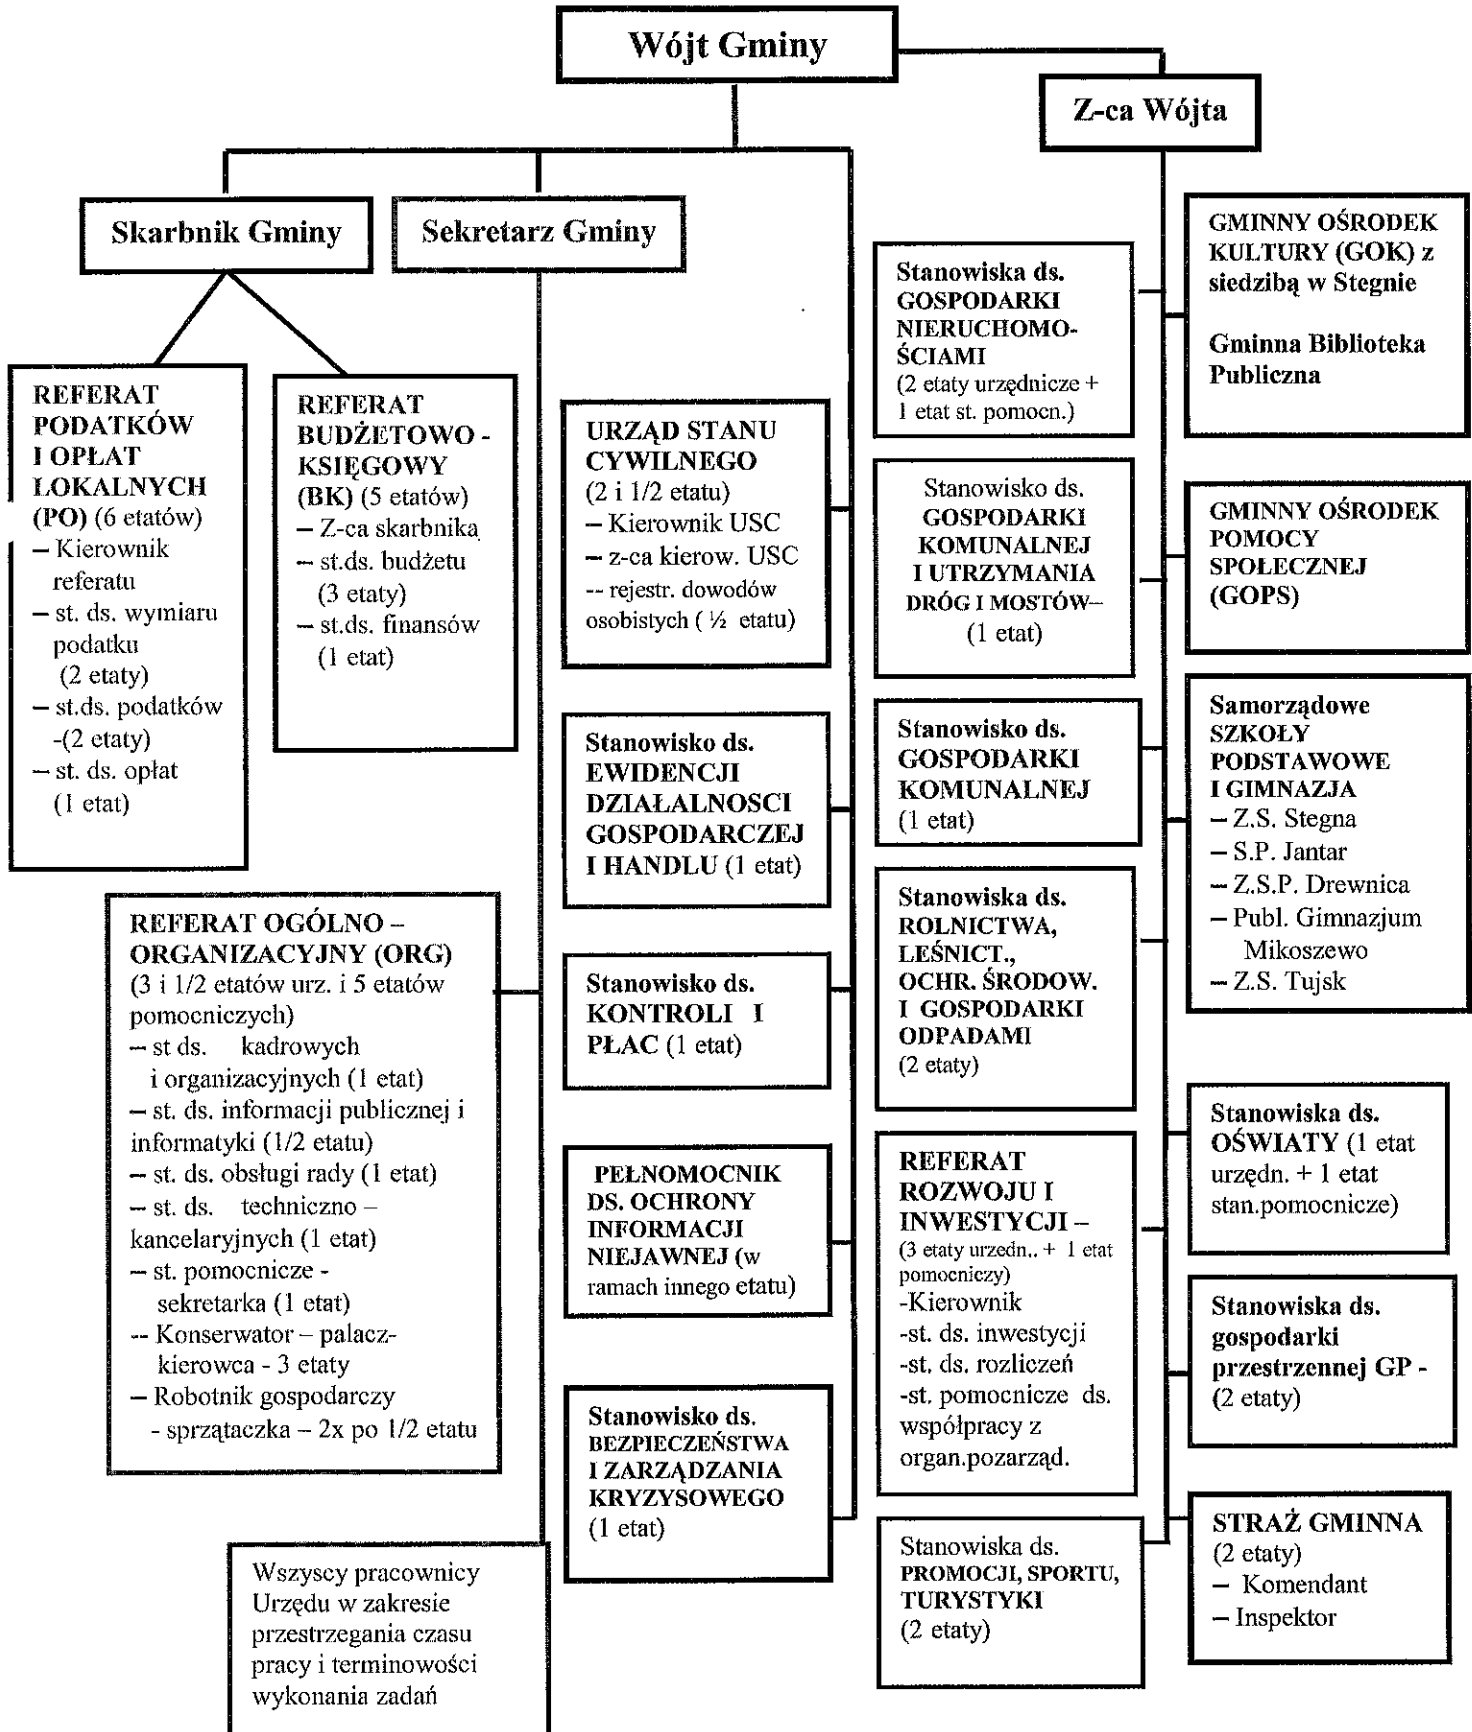 Wójt Gminy
Z-ca Wójta
Skarbnik Gminy
Sekretarz Gminy
REFERAT
PODATKÓW
I OPŁAT
LOKALNYCH
(PO) (6 etatów)
– Kierownik
referatu
– st. ds. wymiaru
podatku
(2 etaty)
– st.ds. podatków
-(2 etaty)
– st. ds. opłat
(1 etat)
REFERAT
BUDŻETOWO -
KSIĘGOWY
(BK) (5 etatów)
– Z-ca skarbnika
– st.ds. budżetu
(3 etaty)
– st.ds. finansów
(1 etat)
REFERAT OGÓLNO –
ORGANIZACYJNY (ORG)
(3 i 1/2 etatów urz. i 5 etatów
pomocniczych)
– st ds. kadrowych
i organizacyjnych (1 etat)
– st. ds. informacji publicznej i
informatyki (1/2 etatu)
– st. ds. obsługi rady (1 etat)
– st. ds. techniczno –
kancelaryjnych (1 etat)
– st. pomocnicze -
sekretarka (1 etat)
-- Konserwator – palacz-
kierowca - 3 etaty
– Robotnik gospodarczy
- sprzątaczka – 2x po 1/2 etatu
Wszyscy pracownicy
Urzędu w zakresie
przestrzegania czasu
pracy i terminowości
wykonania zadań
URZĄD STANU
CYWILNEGO
(2 i 1/2 etatu)
– Kierownik USC
– z-ca kierow. USC
-- rejestr. dowodów
osobistych ( ½ etatu)
Stanowisko ds.
EWIDENCJI
DZIAŁALNOSCI
GOSPODARCZEJ
I HANDLU (1 etat)
Stanowisko ds.
KONTROLI I
PŁAC (1 etat)
PEŁNOMOCNIK
DS. OCHRONY
INFORMACJI
NIEJAWNEJ (w
ramach innego etatu)
Stanowisko ds.
BEZPIECZEŃSTWA
I ZARZĄDZANIA
KRYZYSOWEGO
(1 etat)
Stanowiska ds.
GOSPODARKI
NIERUCHOMO-
ŚCIAMI
(2 etaty urzędnicze +
1 etat st. pomocn.)
Stanowisko ds.
GOSPODARKI
KOMUNALNEJ
I UTRZYMANIA
DRÓG I MOSTÓW–
(1 etat)
Stanowisko ds.
GOSPODARKI
KOMUNALNEJ
(1 etat)
Stanowiska ds.
ROLNICTWA,
LEŚNICT.,
OCHR. ŚRODOW.
I GOSPODARKI
ODPADAMI
(2 etaty)
REFERAT
ROZWOJU I
INWESTYCJI –
(3 etaty urzedn,. + 1 etat
pomocniczy)
-Kierownik
-st. ds. inwestycji
-st. ds. rozliczeń
-st. pomocnicze ds.
współpracy z
organ.pozarząd.
Stanowiska ds.
PROMOCJI, SPORTU,
TURYSTYKI
(2 etaty)
GMINNY OŚRODEK
KULTURY (GOK) z
siedzibą w Stegnie
Gminna Biblioteka
Publiczna
GMINNY OŚRODEK
POMOCY
SPOŁECZNEJ
(GOPS)
Samorządowe
SZKOŁY
PODSTAWOWE
I GIMNAZJA
– Z.S. Stegna
– S.P. Jantar
– Z.S.P. Drewnica
– Publ. Gimnazjum
Mikoszewo
– Z.S. Tujsk
Stanowiska ds.
OŚWIATY (1 etat
urzędn. + 1 etat
stan.pomocnicze)
Stanowiska ds.
gospodarki
przestrzennej GP -
(2 etaty)
STRAŻ GMINNA
(2 etaty)
– Komendant
– Inspektor